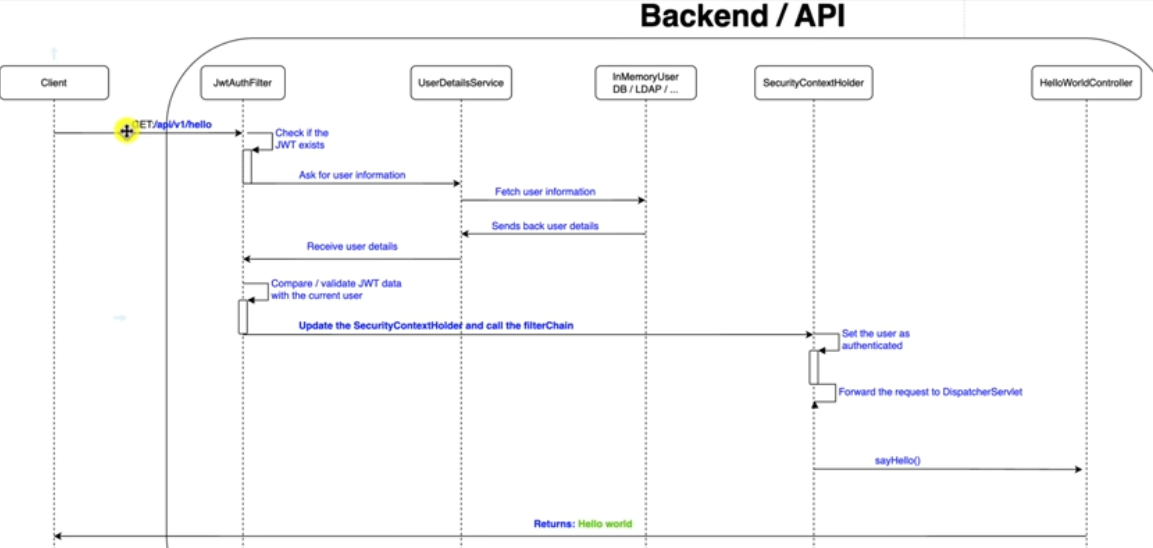 Backend / API
Client
JwtAuthFilter
UserDetailsService
InMemoryUser
DB / LDAP / ...
SecurityContextHolder
HelloWorldController
GET:/api/v1/hello
Check if the
JWT exists
Ask for user information
Fetch user information
Sends back user details
Receive user details
Compare / validate JWT data
with the current user
Update the SecurityContextHolder and call the filterChain
Set the user as
authenticated
Forward the request to DispatcherServlet
sayHello()
Returns: Hello world